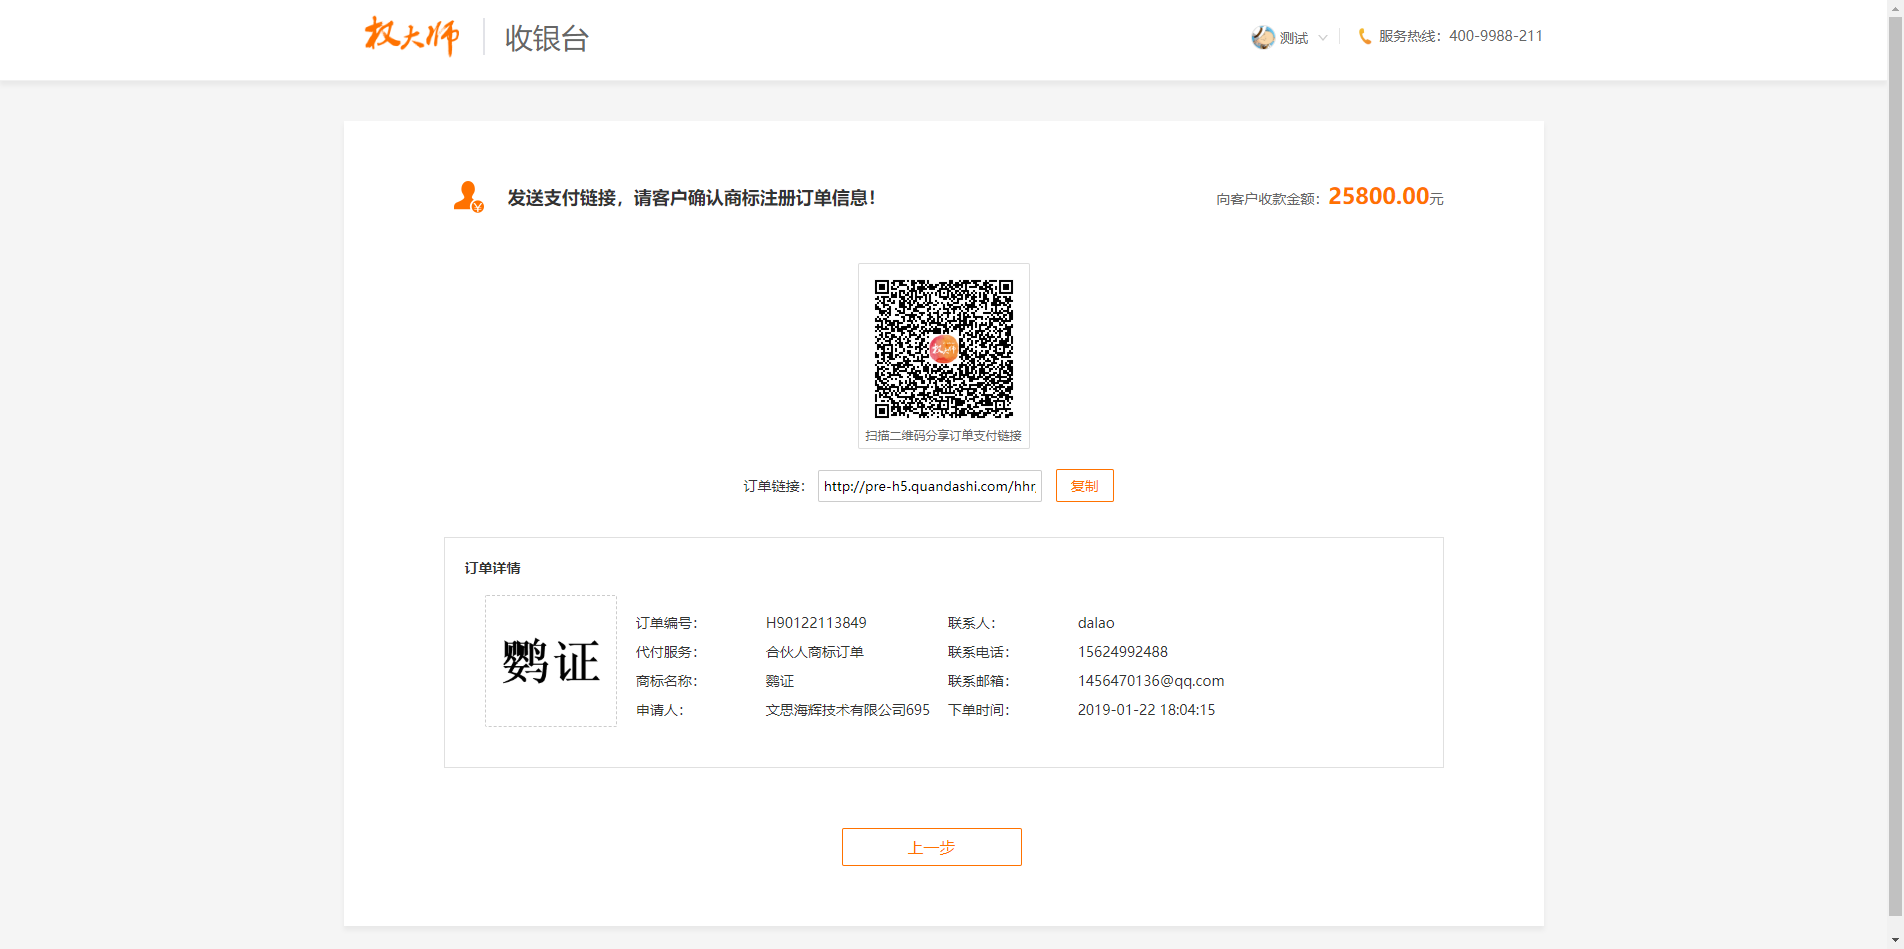 权大师 收银台 测试 服务热线：400-9988-211
发送支付链接，请客户确认商标注册订单信息！ 向客户收款金额：25800.00元
权大师
扫描二维码分享订单支付链接
订单链接： http://pre-h5.quandashi.com/hhr 复制
订单详情
鹦证
订单编号： H90122113849 联系人： dalao
代付服务： 合伙人商标订单 联系电话： 15624992488
商标名称： 鹦证 联系邮箱： 1456470136@qq.com
申请人： 文思海辉技术有限公司695 下单时间： 2019-01-22 18:04:15
上一步